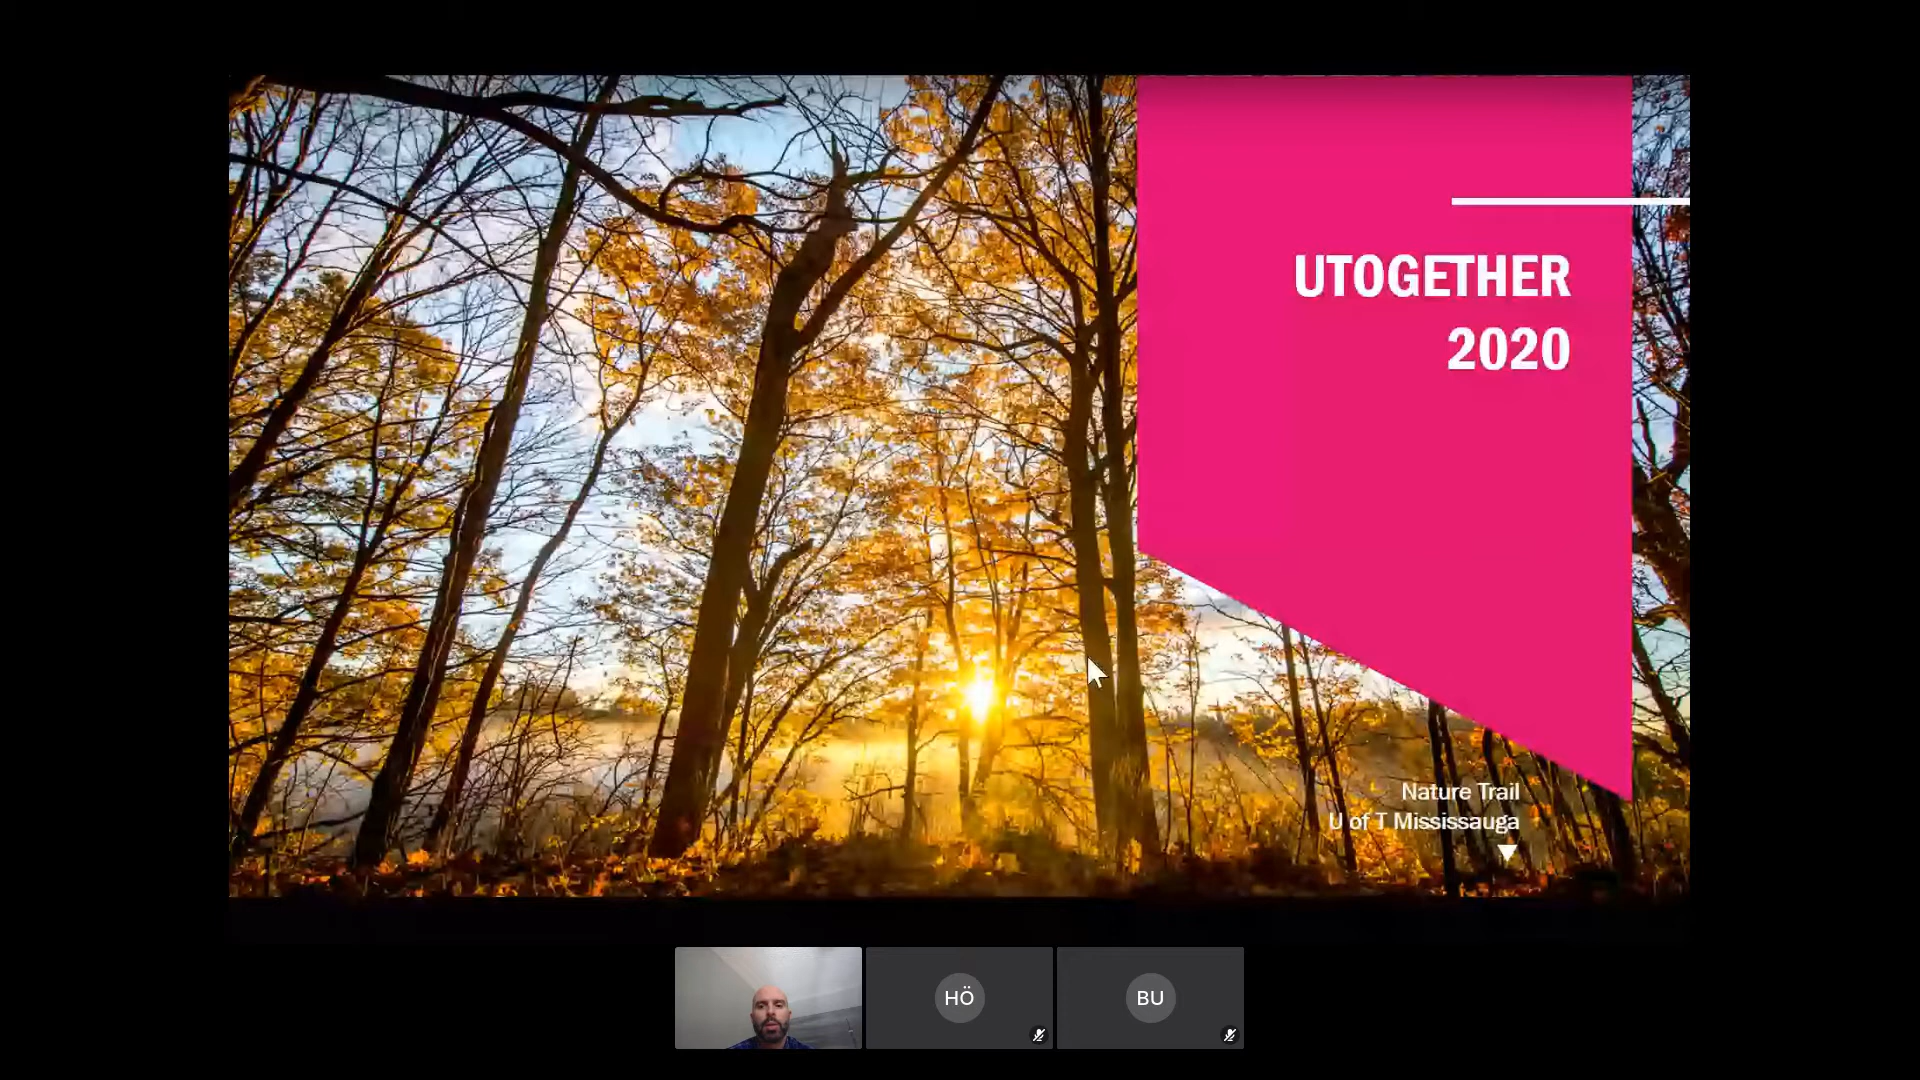 UTOGETHER
2020
Nature Trail
U of T Mississauga
HÖ
BU